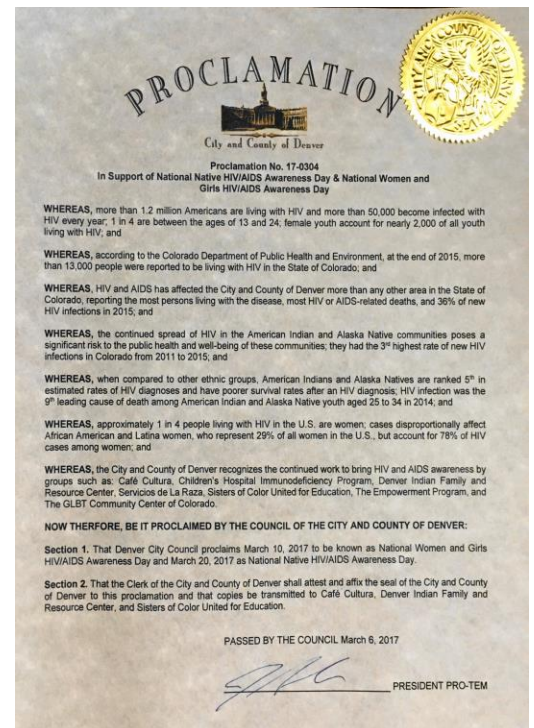 PROCLAMATION
City and County of Denver
Proclamation No. 17-0304
In Support of National Native HIV/AIDS Awareness Day & National Women and
Girls HIV/AIDS Awareness Day
WHEREAS, more than 1.2 million Americans are living with HIV and more than 50,000 become infected with
HIV every year; 1 in 4 are between the ages of 13 and 24; female youth account for nearly 2,000 of all youth
living with HIV; and
WHEREAS, according to the Colorado Department of Public Health and Environment, at the end of 2015, more
than 13,000 people were reported to be living with HIV in the State of Colorado; and
WHEREAS, HIV and AIDS has affected the City and County of Denver more than any other area in the State of
Colorado, reporting the most persons living with the disease, most HIV or AIDS-related deaths, and 36% of new
HIV infections in 2015; and
WHEREAS, the continued spread of HIV in the American Indian and Alaska Native communities poses a
significant risk to the public health and well-being of these communities; they had the 3rd highest rate of new HIV
infections in Colorado from 2011 to 2015; and
WHEREAS, when compared to other ethnic groups, American Indians and Alaska Natives are ranked 5th in
estimated rates of HIV diagnoses and have poorer survival rates after an HIV diagnosis; HIV infection was the
9th leading cause of death among American Indian and Alaska Native youth aged 25 to 34 in 2014; and
WHEREAS, approximately 1 in 4 people living with HIV in the U.S. are women; cases disproportionally affect
African American and Latina women, who represent 29% of all women in the U.S., but account for 78% of HIV
cases among women; and
WHEREAS, the City and County of Denver recognizes the continued work to bring HIV and AIDS awareness by
groups such as: Café Cultura, Children's Hospital Immunodeficiency Program, Denver Indian Family and
Resource Center, Servicios de La Raza, Sisters of Color United for Education, The Empowerment Program, and
The GLBT Community Center of Colorado.
NOW THERFORE, BE IT PROCLAIMED BY THE COUNCIL OF THE CITY AND COUNTY OF DENVER:
Section 1. That Denver City Council proclaims March 10, 2017 to be known as National Women and Girls
HIV/AIDS Awareness Day and March 20, 2017 as National Native HIV/AIDS Awareness Day.
Section 2. That the Clerk of the City and County of Denver shall attest and affix the seal of the City and County
of Denver to this proclamation and that copies be transmitted to Café Cultura, Denver Indian Family and
Resource Center, and Sisters of Color United for Education.
PASSED BY THE COUNCIL March 6, 2017
PRESIDENT PRO-TEM